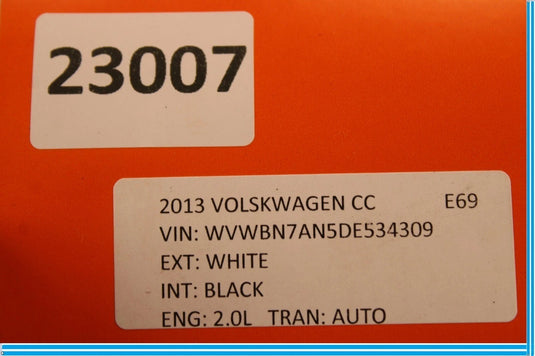 23007
2013 VOLSKWAGEN CC E69
VIN: WVWBN7AN5DE534309
EXT: WHITE
INT: BLACK
ENG: 2.0L TRAN: AUTO